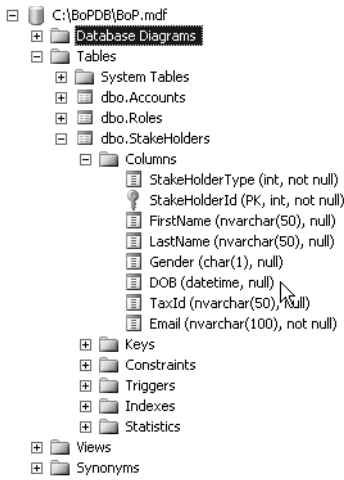 C:\BoPDB\BoP.mdf
Database Diagrams
Tables
System Tables
dbo.Accounts
dbo.Roles
dbo.StakeHolders
Columns
StakeHolderType (int, not null)
StakeHolderId (PK, int, not null)
FirstName (nvarchar(50), null)
LastName (nvarchar(50), null)
Gender (char(1), null)
DOB (datetime, null)
TaxId (nvarchar(50), null)
Email (nvarchar(100), not null)
Keys
Constraints
Triggers
Indexes
Statistics
Views
Synonyms